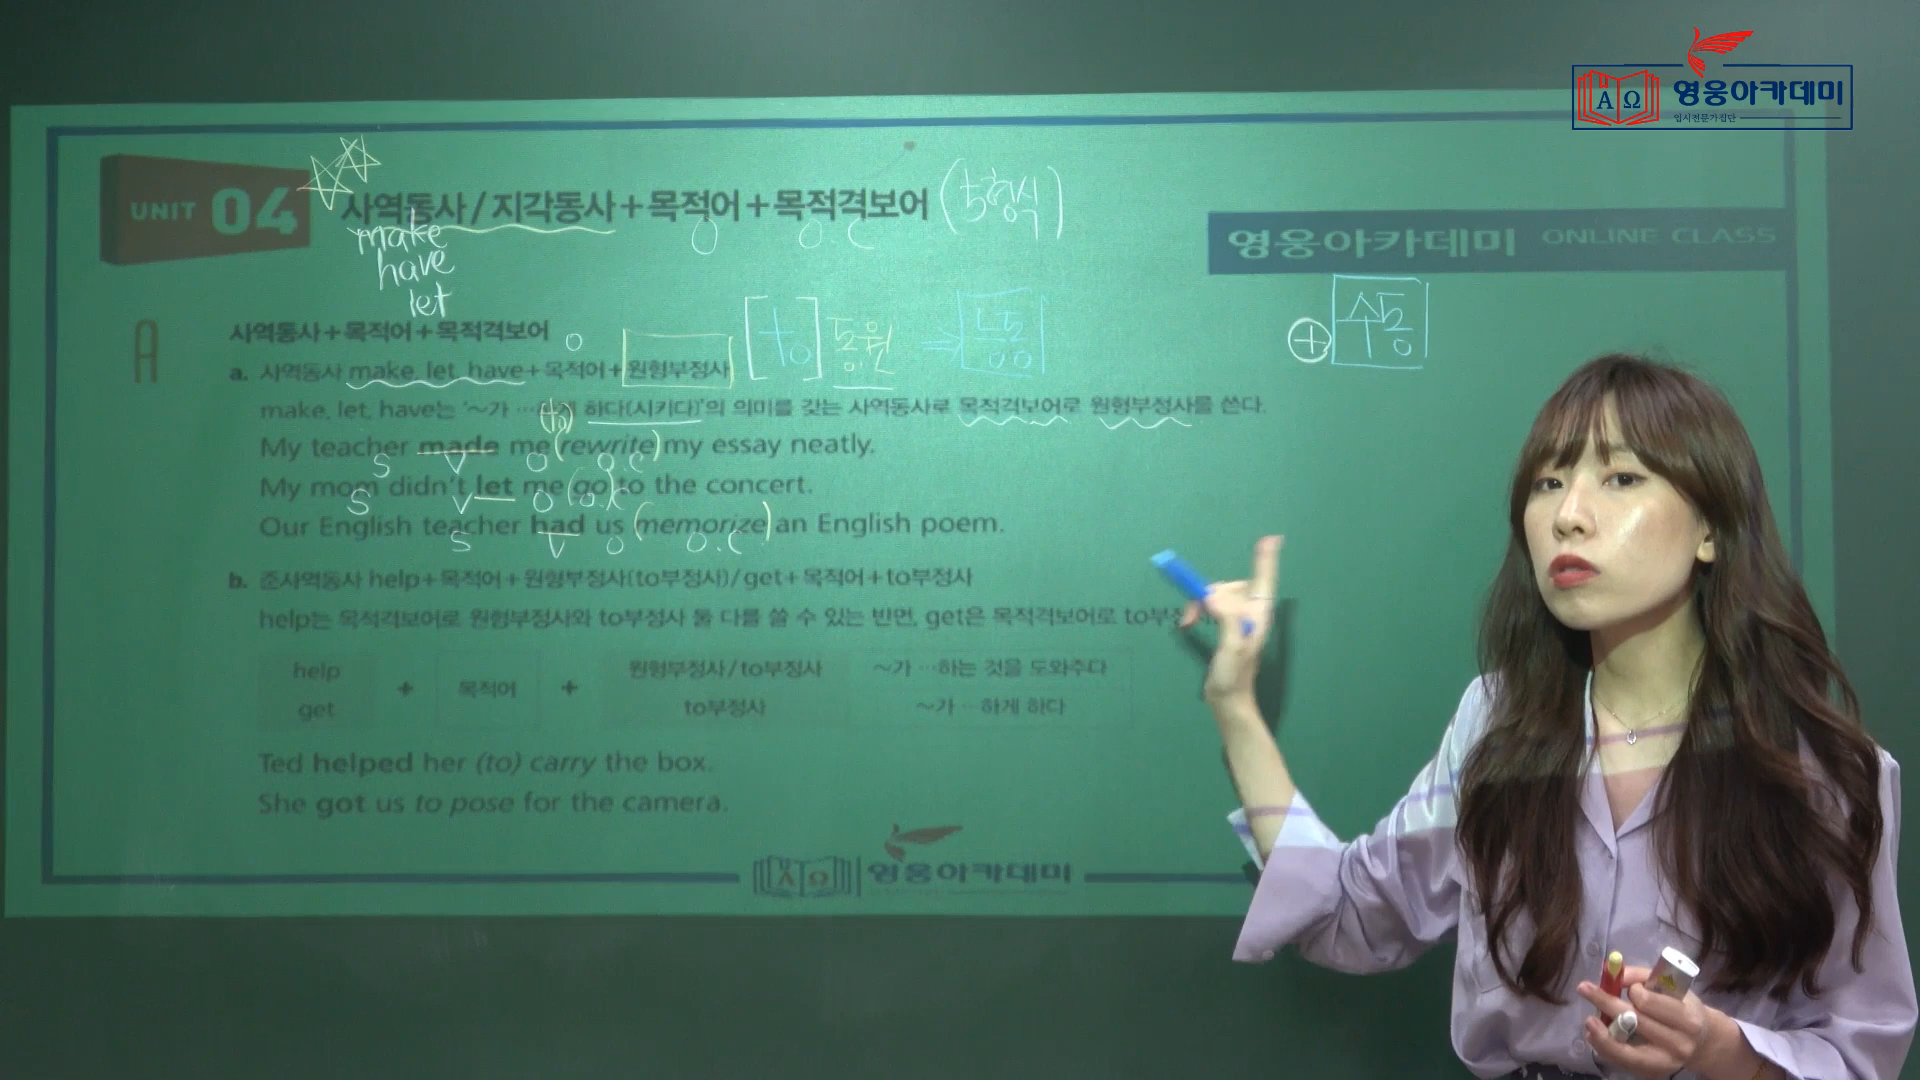 영웅아카데미
입시전문가집단
UNIT 04 사역동사/지각동사+목적어+목적격보어 (5형식)
O O.C
make
have
let
영웅아카데미 ONLINE CLASS
A
사역동사+목적어+목적격보어
O [to] 동원 ⇒ 능동 ⊕ 수동
a. 사역동사 make, let, have+목적어+원형부정사
make, let, have는 '~가 … 하다(시키다)'의 의미를 갖는 사역동사로 목적격보어로 원형부정사를 쓴다.
(to)
My teacher made me (rewrite) my essay neatly.
S V O O.C
My mom didn't let me go to the concert.
S V O O.C
Our English teacher had us (memorize) an English poem.
S V O O.C
b. 준사역동사 help+목적어+원형부정사(to부정사)/get+목적어+to부정사
help는 목적격보어로 원형부정사와 to부정사 둘 다를 쓸 수 있는 반면, get은 목적격보어로
help + 목적어 + 원형부정사/to부정사 ~가 …하는 것을 도와주다
get to부정사 ~가 …하게 하다
Ted helped her (to) carry the box.
She got us to pose for the camera.
영웅아카데미